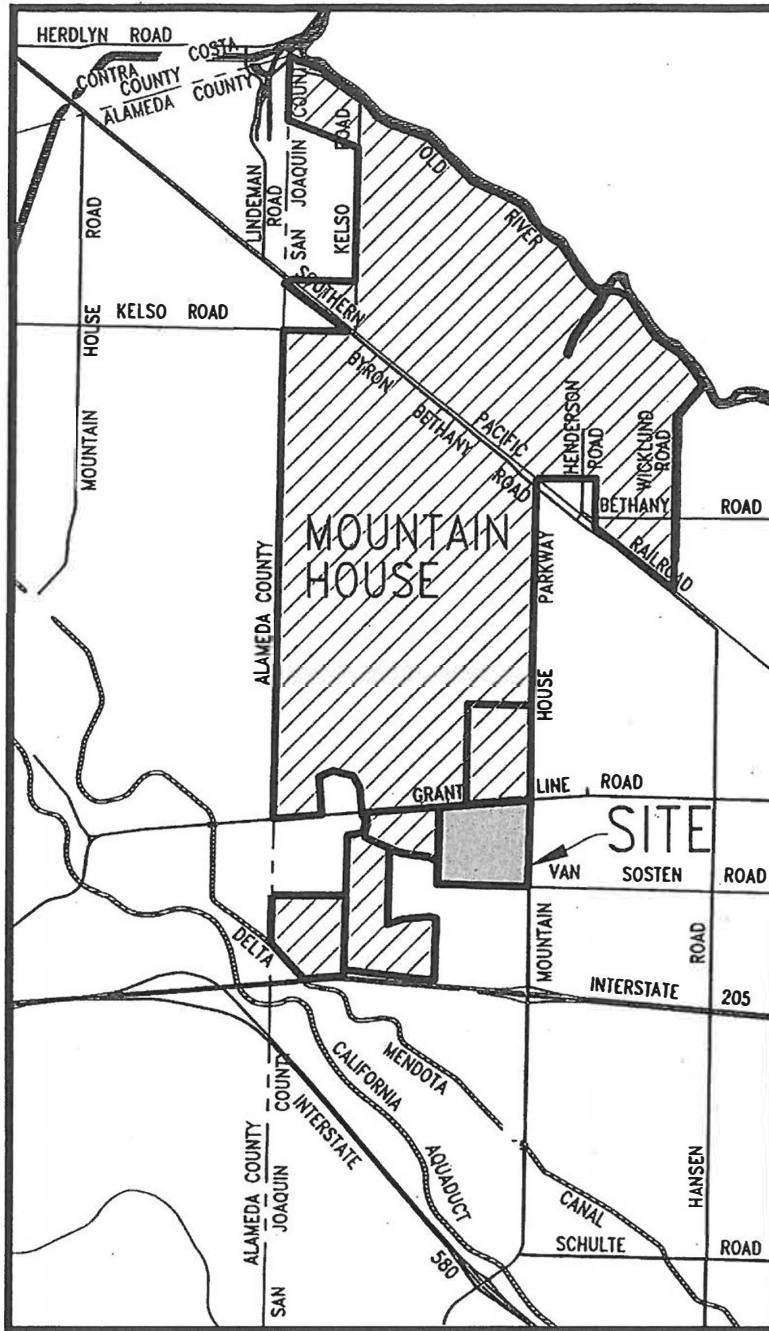 HERDLYN ROAD
CONTRA COSTA
COUNTY
ALAMEDA COUNTY
LINDEMAN
ROAD
SAN JOAQUIN
COUN
KELSO
ROAD
OLD
RIVER
MOUNTAIN HOUSE ROAD
KELSO ROAD
SOUTHERN
PACIFIC
RAILROAD
BYRON
BETHANY
ROAD
HENDERSON
ROAD
WICKLUND
ROAD
BETHANY ROAD
MOUNTAIN
HOUSE
ALAMEDA COUNTY
MOUNTAIN HOUSE PARKWAY
GRANT LINE ROAD
SITE
VAN SOSTEN ROAD
DELTA
MENDOTA
CANAL
INTERSTATE 205
CALIFORNIA
AQUADUCT
INTERSTATE
580
ALAMEDA COUNTY
SAN JOAQUIN COUNT
HANSEN ROAD
SCHULTE ROAD